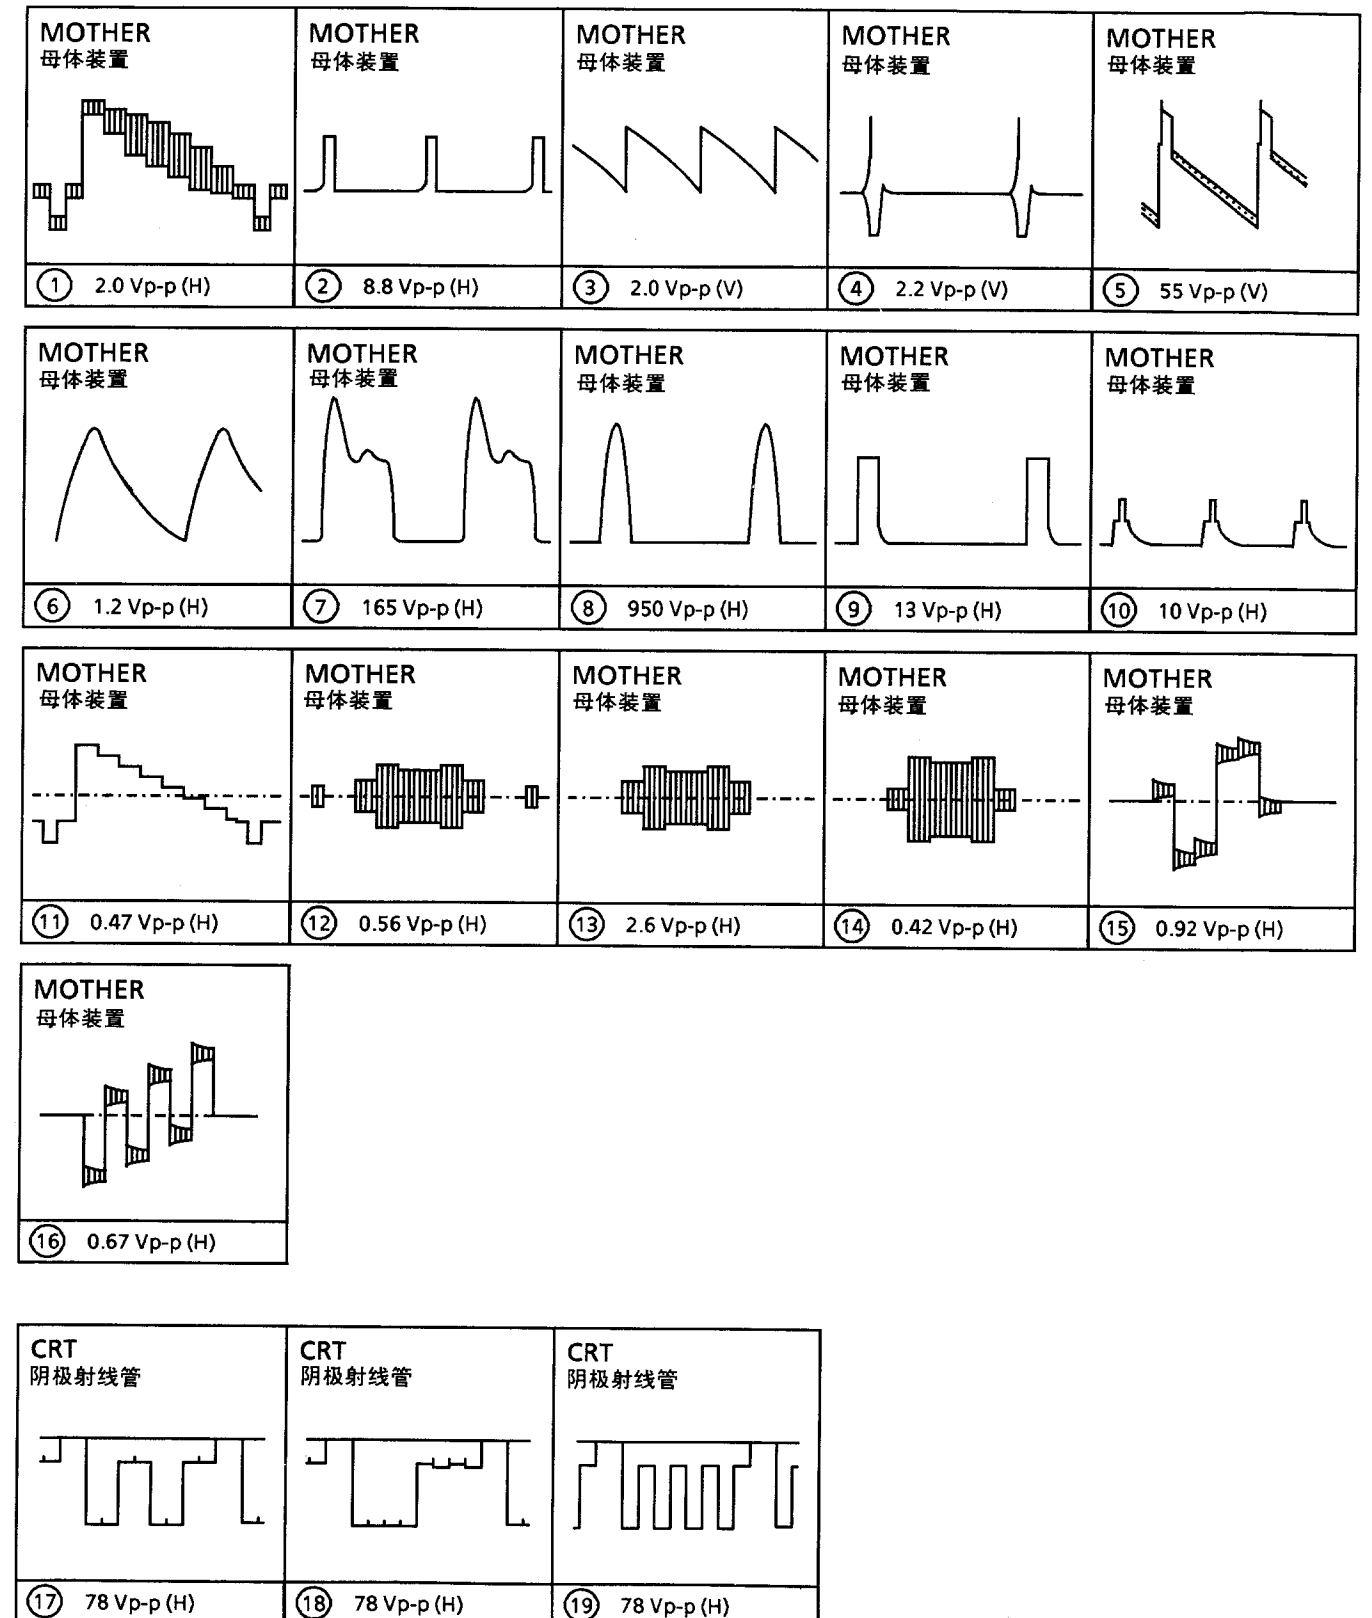 MOTHER
母体装置
① 2.0 Vp-p (H)
MOTHER
母体装置
② 8.8 Vp-p (H)
MOTHER
母体装置
③ 2.0 Vp-p (V)
MOTHER
母体装置
④ 2.2 Vp-p (V)
MOTHER
母体装置
⑤ 55 Vp-p (V)
MOTHER
母体装置
⑥ 1.2 Vp-p (H)
MOTHER
母体装置
⑦ 165 Vp-p (H)
MOTHER
母体装置
⑧ 950 Vp-p (H)
MOTHER
母体装置
⑨ 13 Vp-p (H)
MOTHER
母体装置
⑩ 10 Vp-p (H)
MOTHER
母体装置
⑪ 0.47 Vp-p (H)
MOTHER
母体装置
⑫ 0.56 Vp-p (H)
MOTHER
母体装置
⑬ 2.6 Vp-p (H)
MOTHER
母体装置
⑭ 0.42 Vp-p (H)
MOTHER
母体装置
⑮ 0.92 Vp-p (H)
MOTHER
母体装置
⑯ 0.67 Vp-p (H)
CRT
阴极射线管
⑰ 78 Vp-p (H)
CRT
阴极射线管
⑱ 78 Vp-p (H)
CRT
阴极射线管
⑲ 78 Vp-p (H)